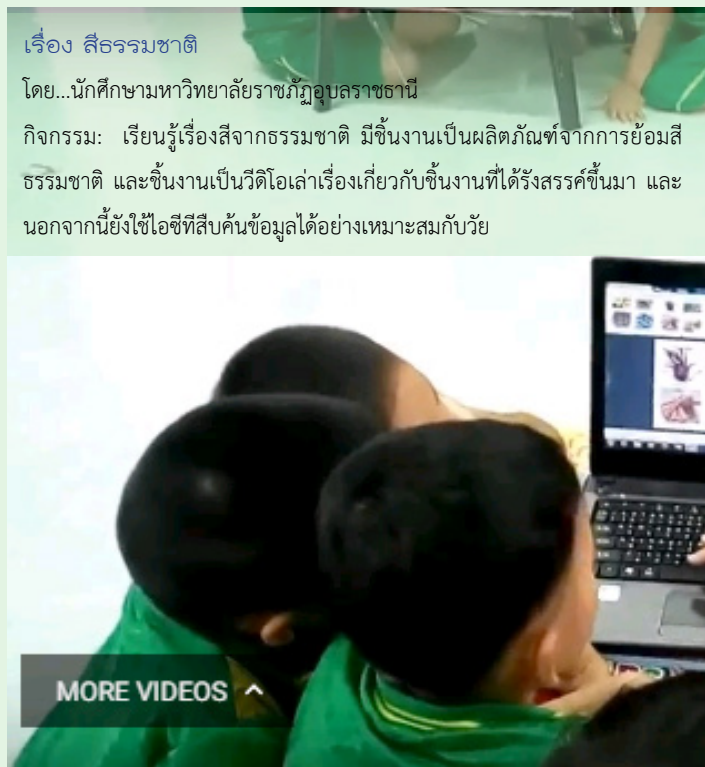 เรื่อง สีธรรมชาติ
โดย...นักศึกษามหาวิทยาลัยราชภัฏอุบลราชธานี
กิจกรรม: เรียนรู้เรื่องสีจากธรรมชาติ มีชิ้นงานเป็นผลิตภัณฑ์จากการย้อมสี
ธรรมชาติ และชิ้นงานเป็นวีดิโอเล่าเรื่องเกี่ยวกับชิ้นงานที่ได้รังสรรค์ขึ้นมา และ
นอกจากนี้ยังใช้ไอซีทีสืบค้นข้อมูลได้อย่างเหมาะสมกับวัย
MORE VIDEOS